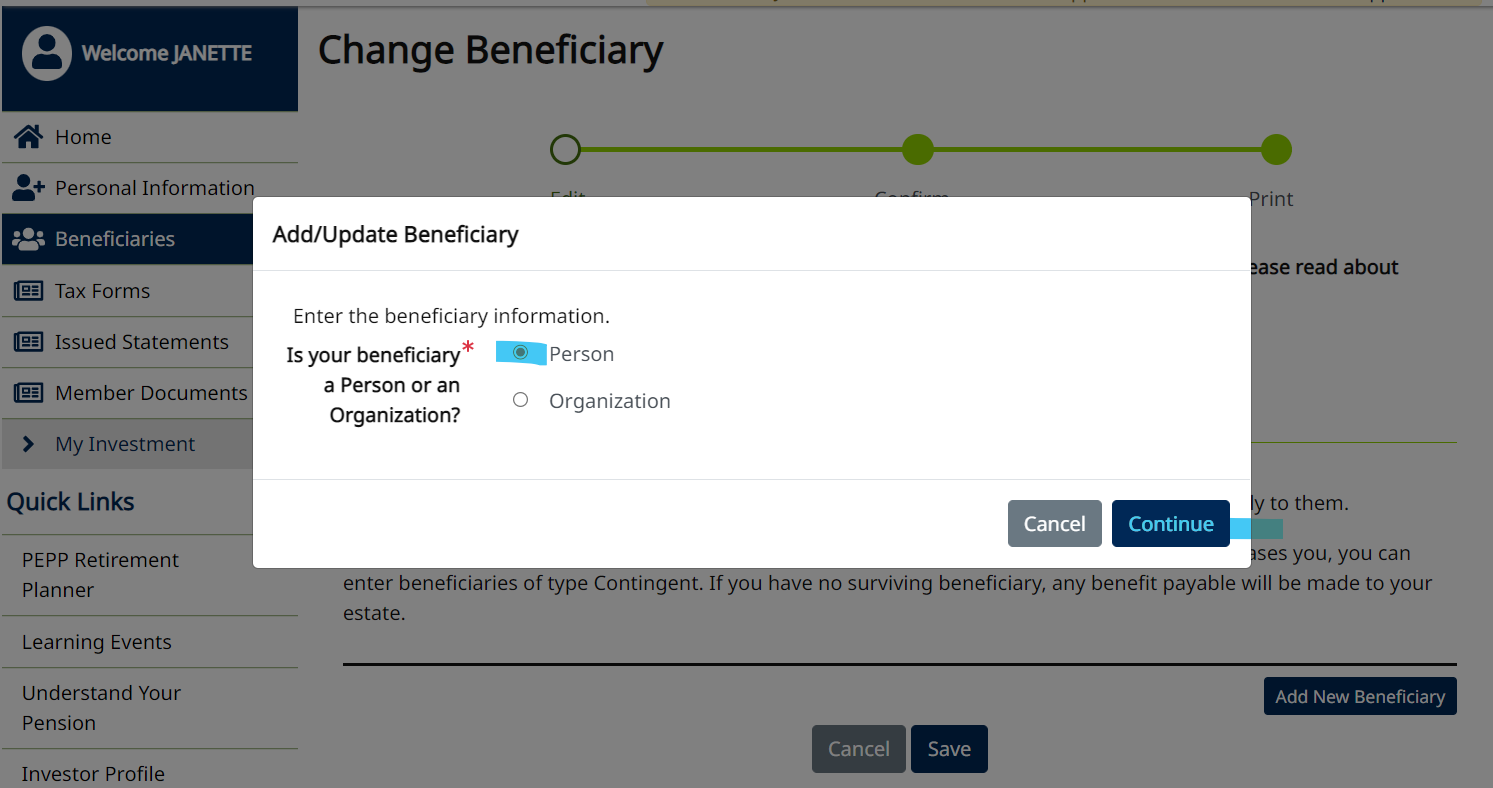 Welcome JANETTE
Change Beneficiary
Home
Personal Information
Beneficiaries
Tax Forms
Issued Statements
Member Documents
My Investment
Quick Links
PEPP Retirement
Planner
Learning Events
Understand Your
Pension
Investor Profile
Edit
Confirm
Print
ease read about
Add/Update Beneficiary
Enter the beneficiary information.
Is your beneficiary*
a Person or an
Organization?
Person
Organization
Cancel
Continue
ly to them.
ases you, you can
enter beneficiaries of type Contingent. If you have no surviving beneficiary, any benefit payable will be made to your
estate.
Add New Beneficiary
Cancel
Save